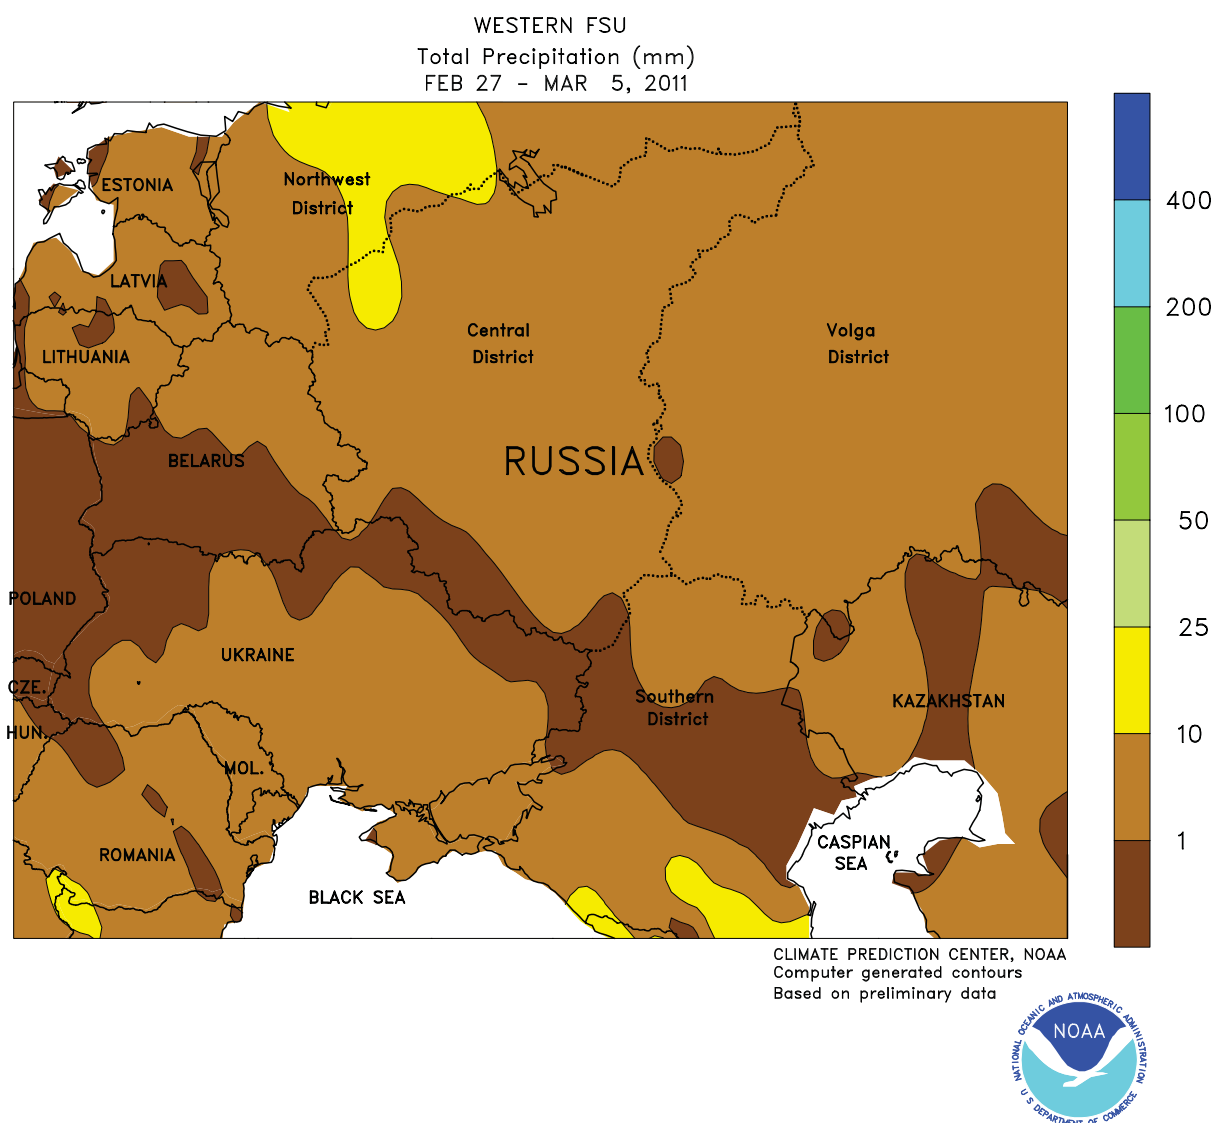 WESTERN FSU
Total Precipitation (mm)
FEB 27 - MAR 5, 2011
400
200
100
50
25
10
1
ESTONIA
Northwest
District
LATVIA
LITHUANIA
Central
District
Volga
District
BELARUS
RUSSIA
POLAND
UKRAINE
CZE.
Southern
District
KAZAKHSTAN
HUN.
MOL.
ROMANIA
CASPIAN
SEA
BLACK SEA
CLIMATE PREDICTION CENTER, NOAA
Computer generated contours
Based on preliminary data
NATIONAL OCEANIC AND ATMOSPHERIC ADMINISTRATION
NOAA
U S DEPARTMENT OF COMMERCE